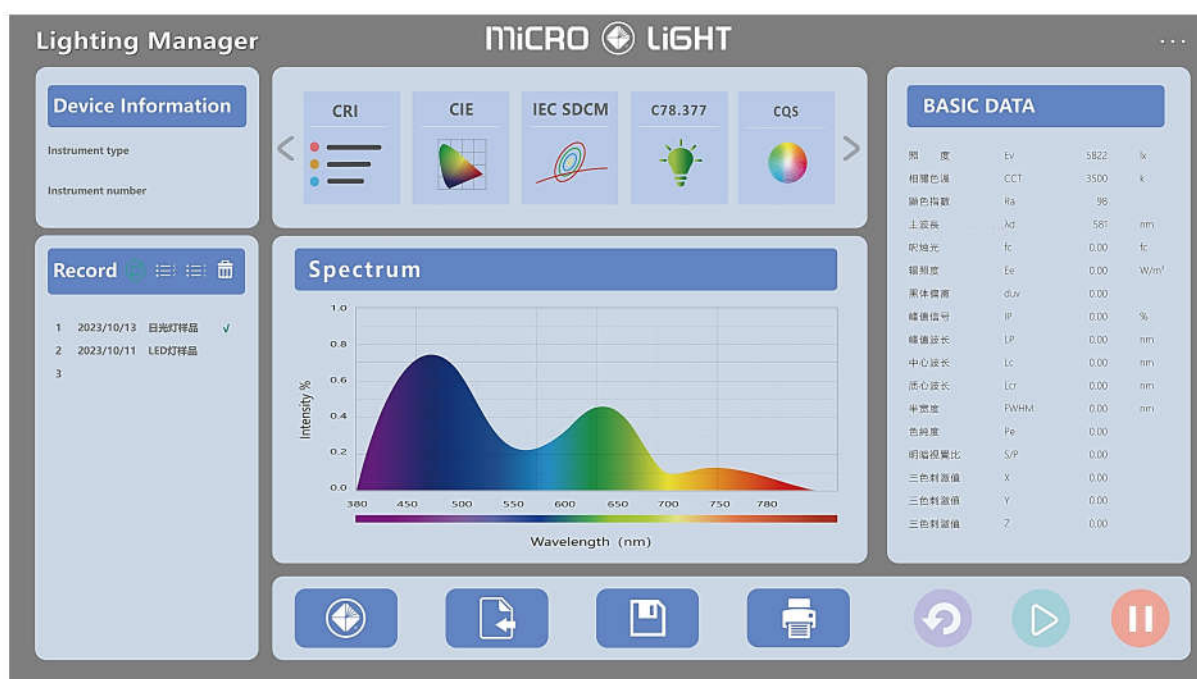 Lighting Manager
MiCRO LiGHT
...
Device Information
Instrument type
Instrument number
CRI
CIE
IEC SDCM
C78.377
CQS
Record
1 2023/10/13 日光灯样品 √
2 2023/10/11 LED灯样品
3
Spectrum
Intensity %
1.0
0.8
0.6
0.4
0.2
0.0
380 450 500 550 600 650 700 750 780
Wavelength (nm)
BASIC DATA
照 度 Ev 5822 lx
相關色溫 CCT 3500 k
顯色指數 Ra 98
主波長 λd 581 nm
呎燭光 fc 0.00 fc
輻照度 Ee 0.00 W/m²
黑体偏离 duv 0.00
峰值信号 IP 0.00 %
峰值波长 LP 0.00 nm
中心波长 Lc 0.00 nm
质心波长 Lcr 0.00 nm
半宽度 FWHM 0.00 nm
色純度 Pe 0.00
明暗視覺比 S/P 0.00
三色刺激值 X 0.00
三色刺激值 Y 0.00
三色刺激值 Z 0.00